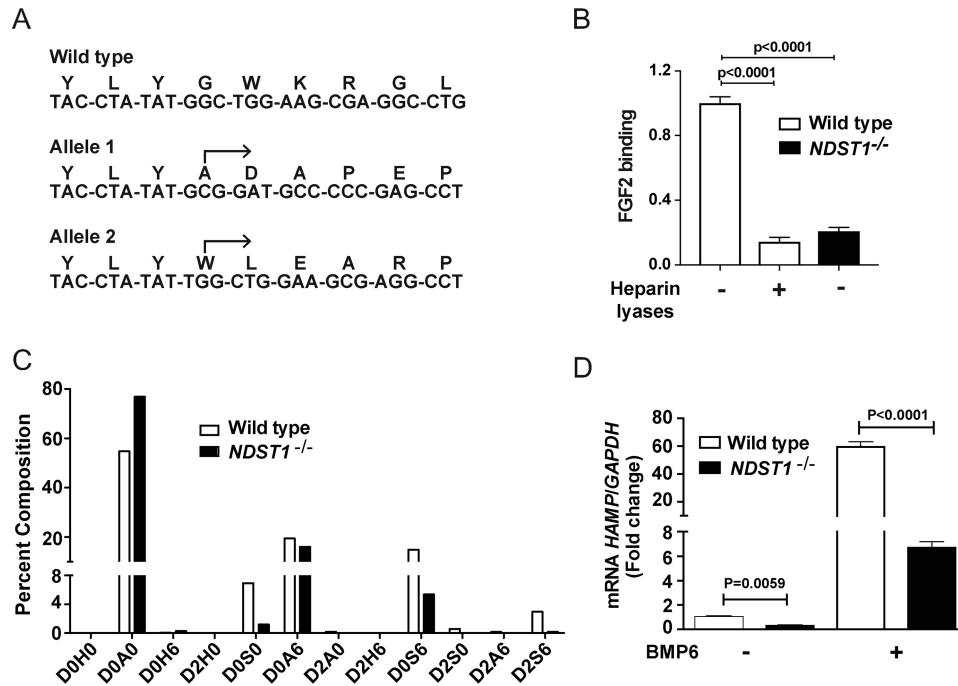 A
Wild type
Y L Y G W K R G L
TAC-CTA-TAT-GGC-TGG-AAG-CGA-GGC-CTG
Allele 1
Y L Y A D A P E P
TAC-CTA-TAT-GCG-GAT-GCC-CCC-GAG-CCT
Allele 2
Y L Y W L E A R P
TAC-CTA-TAT-TGG-CTG-GAA-GCG-AGG-CCT
B
p<0.0001
p<0.0001
1.2
0.8
0.4
0.0
FGF2 binding
Wild type
NDST1-/-
Heparin lyases - + -
C
80
60
40
20
8
4
0
Percent Composition
Wild type
NDST1 -/-
D0H0 D0A0 D0H6 D2H0 D0S0 D0A6 D2A0 D2H6 D0S6 D2S0 D2A6 D2S6
D
P<0.0001
P=0.0059
80
60
40
20
8
6
4
2
0
mRNA HAMP/GAPDH
(Fold change)
Wild type
NDST1 -/-
BMP6 - +